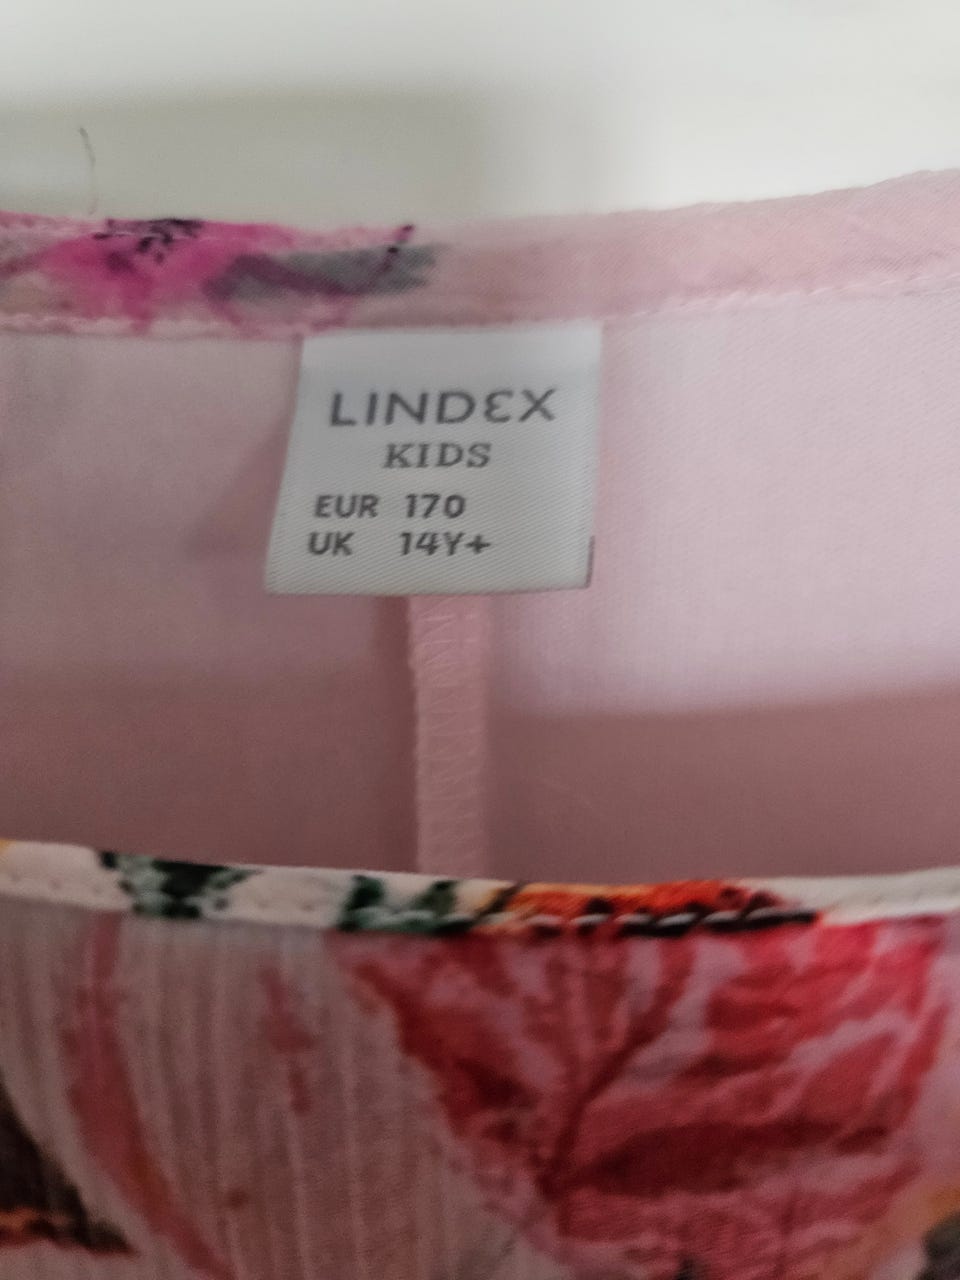 LINDEX
KIDS
EUR 170
UK 14Y+